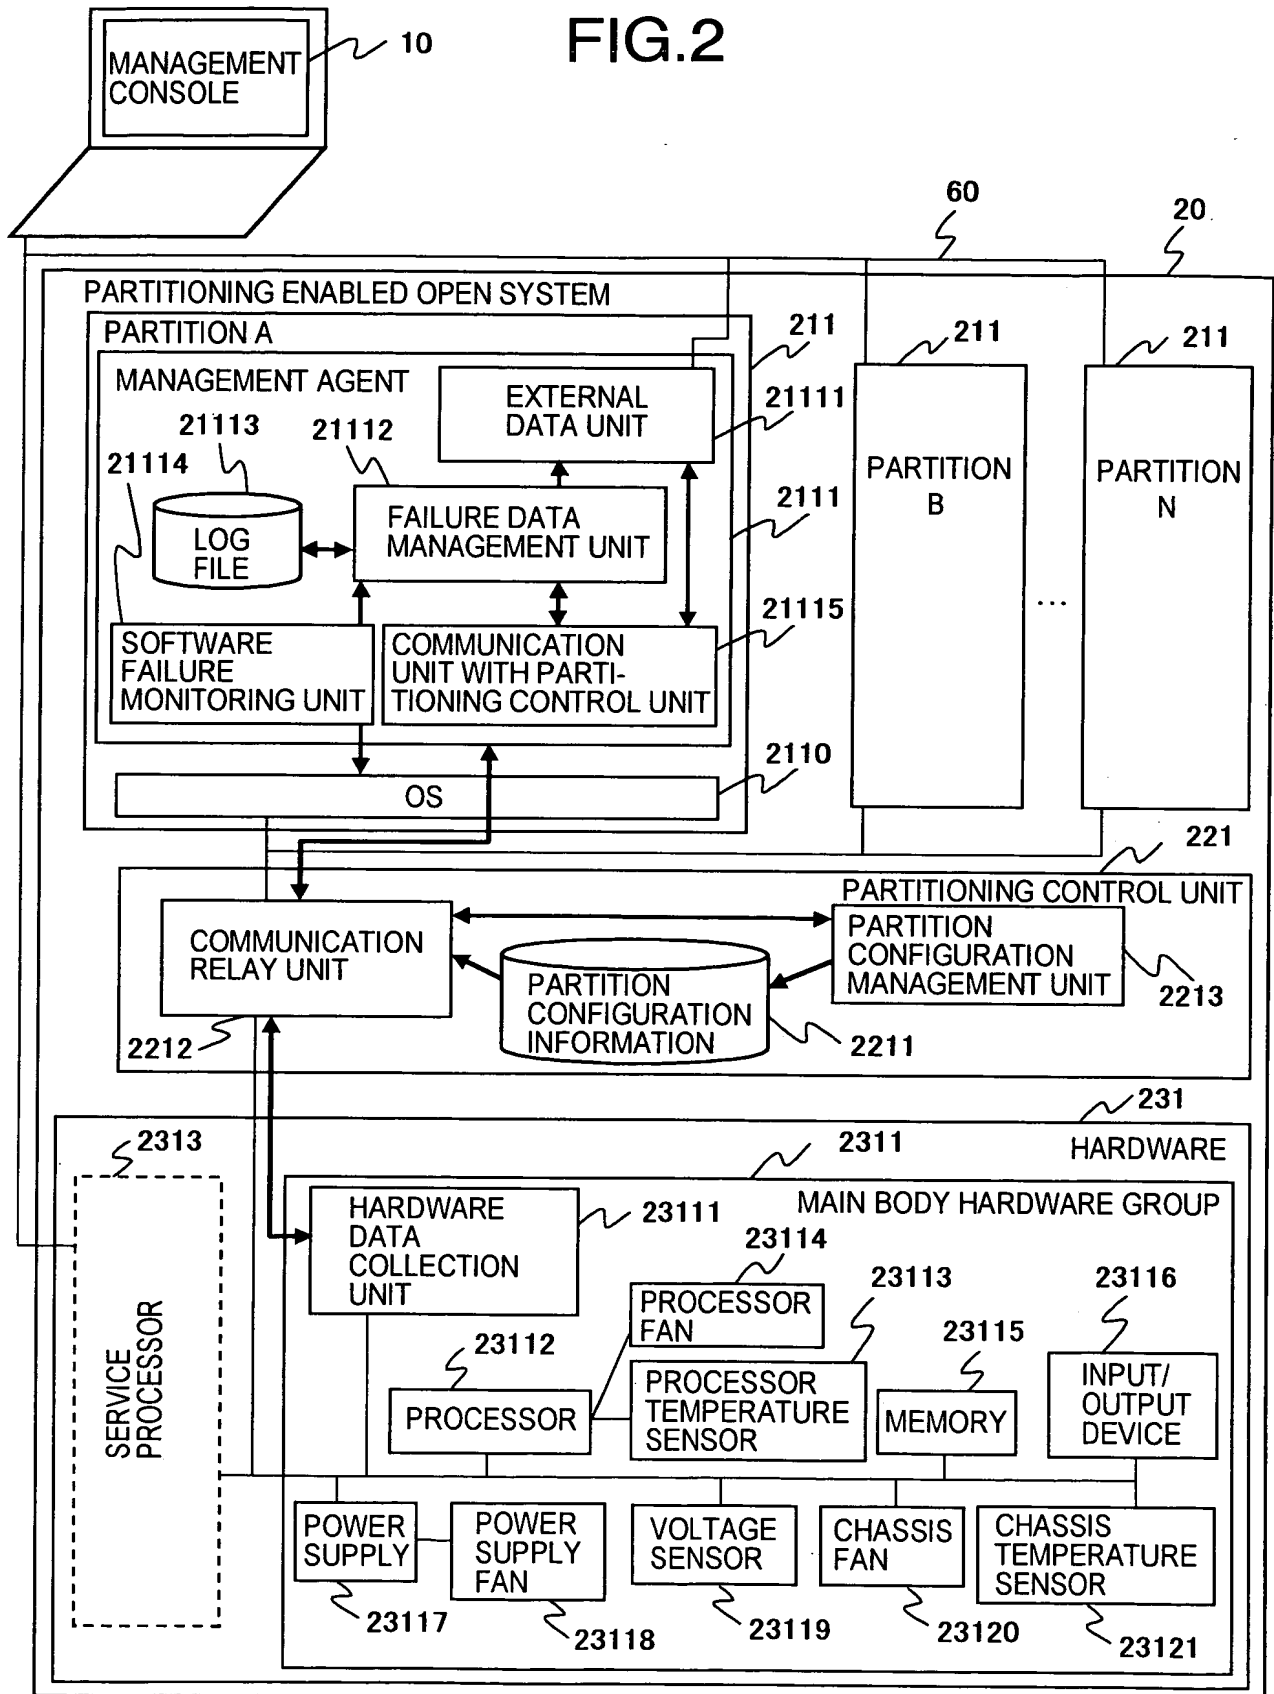 FIG.2
10
MANAGEMENT
CONSOLE
60
20
PARTITIONING ENABLED OPEN SYSTEM
PARTITION A
211
211
211
MANAGEMENT AGENT
EXTERNAL
DATA UNIT
21111
21113
21112
21114
PARTITION
B
PARTITION
N
LOG
FILE
FAILURE DATA
MANAGEMENT UNIT
2111
...
21115
SOFTWARE
FAILURE
MONITORING UNIT
COMMUNICATION
UNIT WITH PARTI-
TIONING CONTROL UNIT
2110
OS
221
PARTITIONING CONTROL UNIT
COMMUNICATION
RELAY UNIT
PARTITION
CONFIGURATION
MANAGEMENT UNIT
PARTITION
CONFIGURATION
INFORMATION
2213
2212
2211
231
HARDWARE
2313
2311
MAIN BODY HARDWARE GROUP
HARDWARE
DATA
COLLECTION
UNIT
23111
23114
23113
23116
PROCESSOR
FAN
23112
23115
SERVICE
PROCESSOR
PROCESSOR
PROCESSOR
TEMPERATURE
SENSOR
MEMORY
INPUT/
OUTPUT
DEVICE
POWER
SUPPLY
POWER
SUPPLY
FAN
VOLTAGE
SENSOR
CHASSIS
FAN
CHASSIS
TEMPERATURE
SENSOR
23117
23118
23119
23120
23121